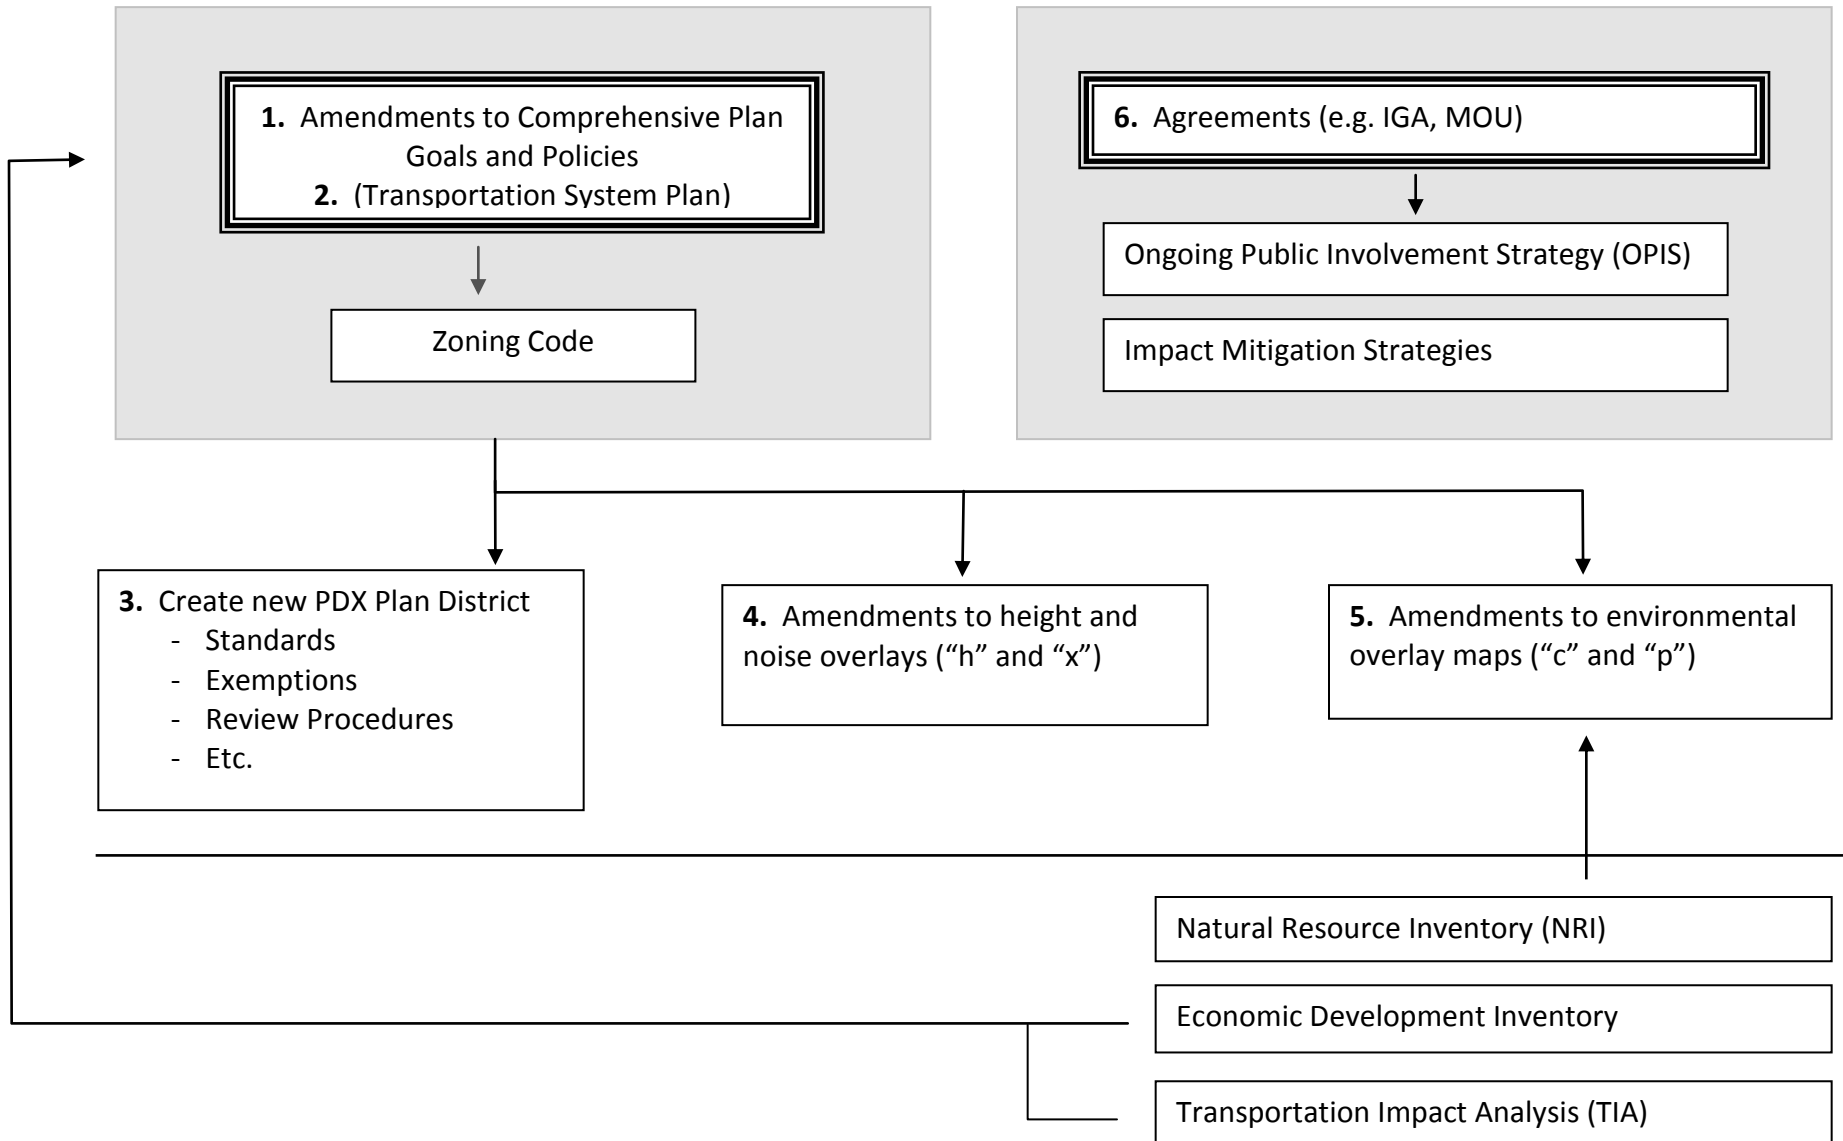 1. Amendments to Comprehensive Plan
Goals and Policies
2. (Transportation System Plan)
Zoning Code
6. Agreements (e.g. IGA, MOU)
Ongoing Public Involvement Strategy (OPIS)
Impact Mitigation Strategies
3. Create new PDX Plan District
- Standards
- Exemptions
- Review Procedures
- Etc.
4. Amendments to height and
noise overlays (“h” and “x”)
5. Amendments to environmental
overlay maps (“c” and “p”)
Natural Resource Inventory (NRI)
Economic Development Inventory
Transportation Impact Analysis (TIA)